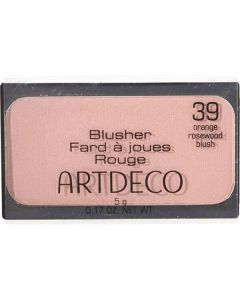 39
orange
rosewood
blush
Blusher
Fard à joues
Rouge
ARTDECO
5 g
0.17 OZ. NET WT.